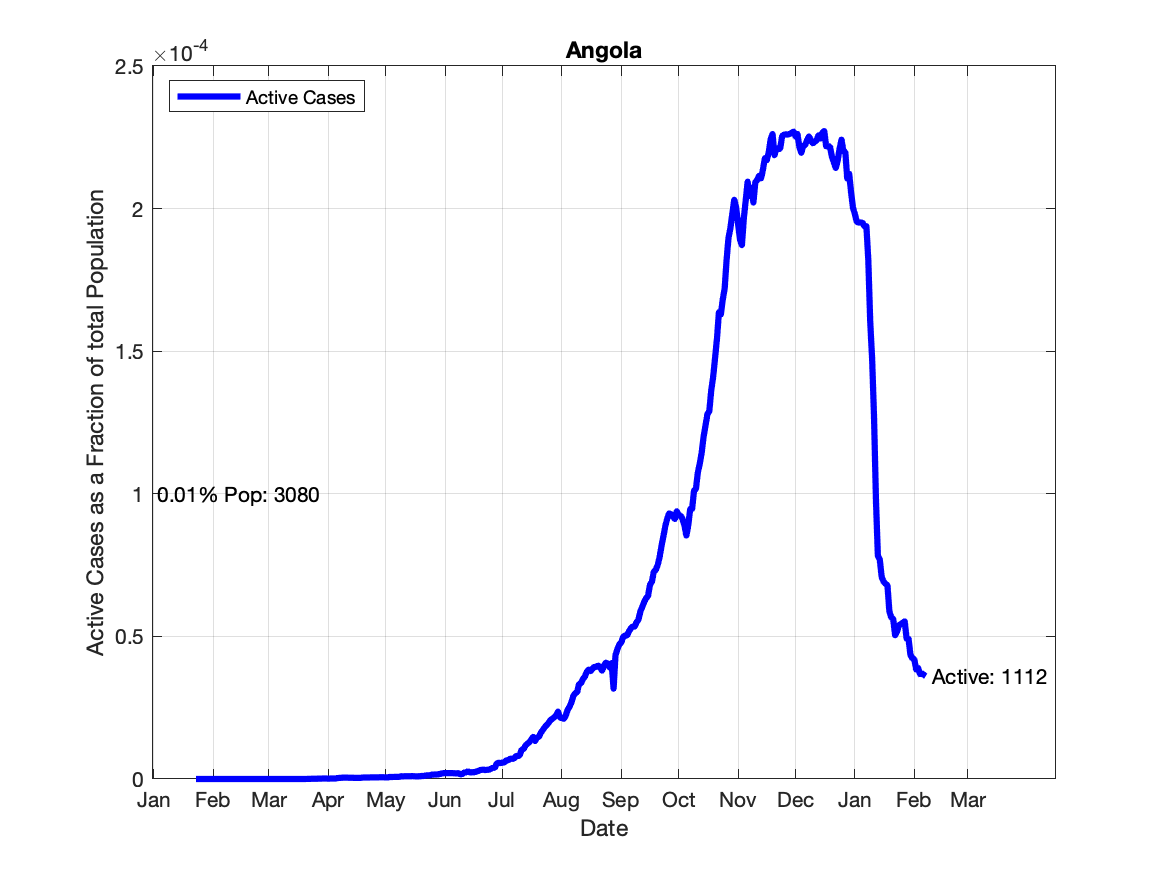 Angola
×10-4
Active Cases
2.5
2
1.5
1
0.5
0
Active Cases as a Fraction of total Population
0.01% Pop: 3080
Active: 1112
Jan Feb Mar Apr May Jun Jul Aug Sep Oct Nov Dec Jan Feb Mar
Date